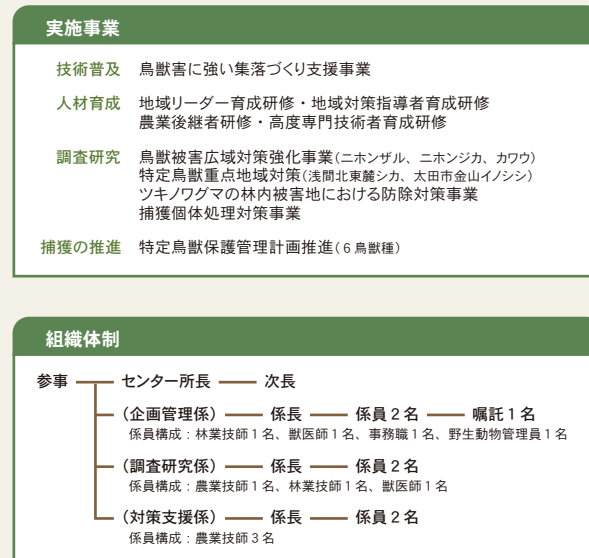 実施事業
技術普及 鳥獣害に強い集落づくり支援事業
人材育成 地域リーダー育成研修・地域対策指導者育成研修
農業後継者研修・高度専門技術者育成研修
調査研究 鳥獣被害広域対策強化事業(ニホンザル、ニホンジカ、カワウ)
特定鳥獣重点地域対策(浅間北東麓シカ、太田市金山イノシシ)
ツキノワグマの林内被害地における防除対策事業
捕獲個体処理対策事業
捕獲の推進 特定鳥獣保護管理計画推進(6鳥獣種)
組織体制
参事 センター所長 次長
(企画管理係) 係長 係員2名 嘱託1名
係員構成：林業技師1名、獣医師1名、事務職1名、野生動物管理員1名
(調査研究係) 係長 係員2名
係員構成：農業技師1名、林業技師1名、獣医師1名
(対策支援係) 係長 係員2名
係員構成：農業技師3名